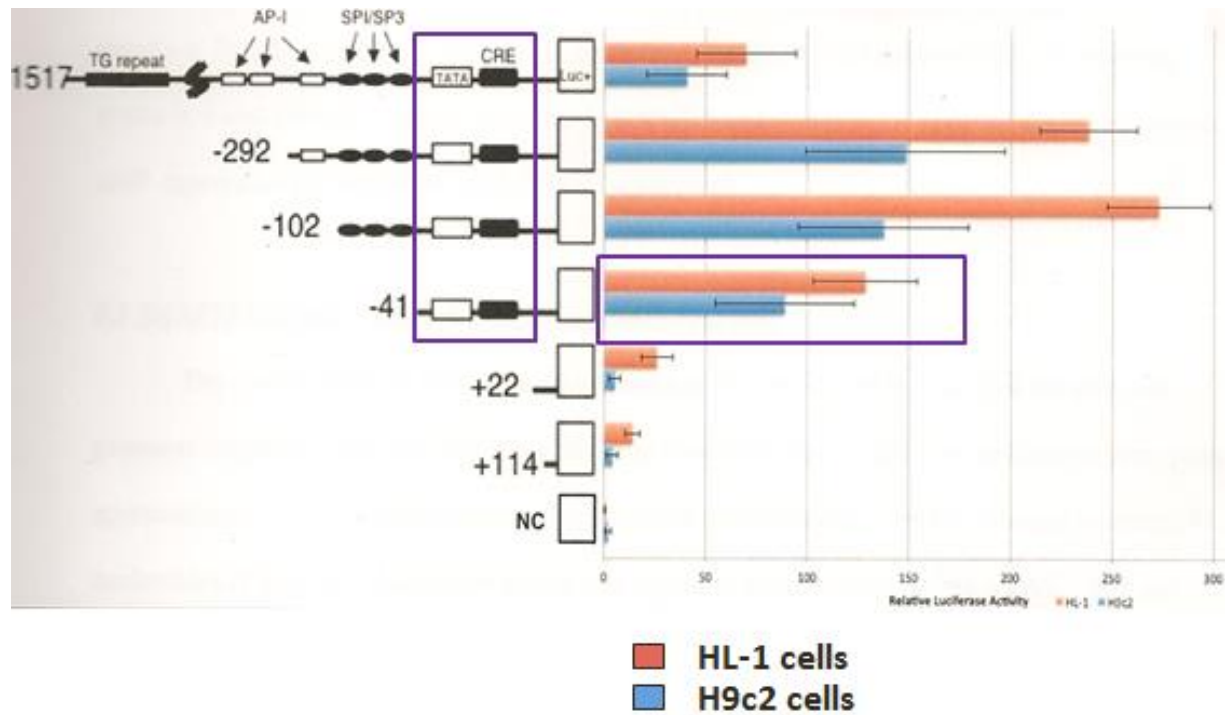 AP-I SPI/SP3
TG repeat CRE
1517 TATA Luc+
-292
-102
-41
+22
+114
NC
0 50 100 150 200 250 300
Relative Luciferase Activity HL-1 H9c2
HL-1 cells
H9c2 cells